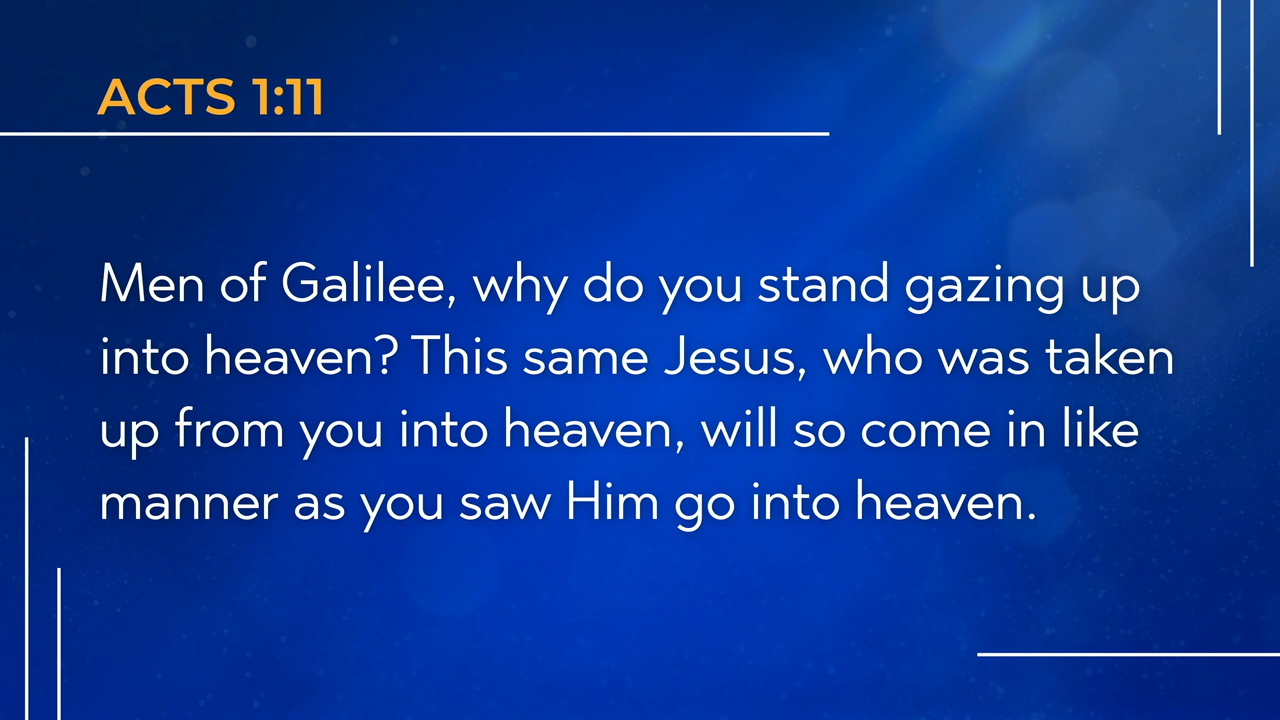 ACTS 1:11
Men of Galilee, why do you stand gazing up
into heaven? This same Jesus, who was taken
up from you into heaven, will so come in like
manner as you saw Him go into heaven.